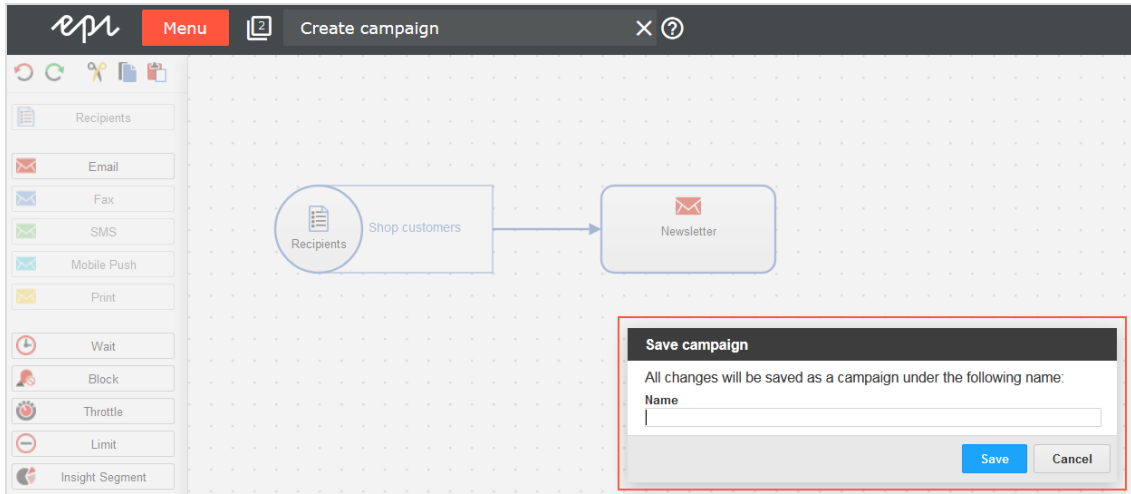 epi
Menu
2
Create campaign
Recipients
Email
Fax
SMS
Mobile Push
Print
Wait
Block
Throttle
Limit
Insight Segment
Recipients
Shop customers
Newsletter
Save campaign
All changes will be saved as a campaign under the following name:
Name
Save
Cancel